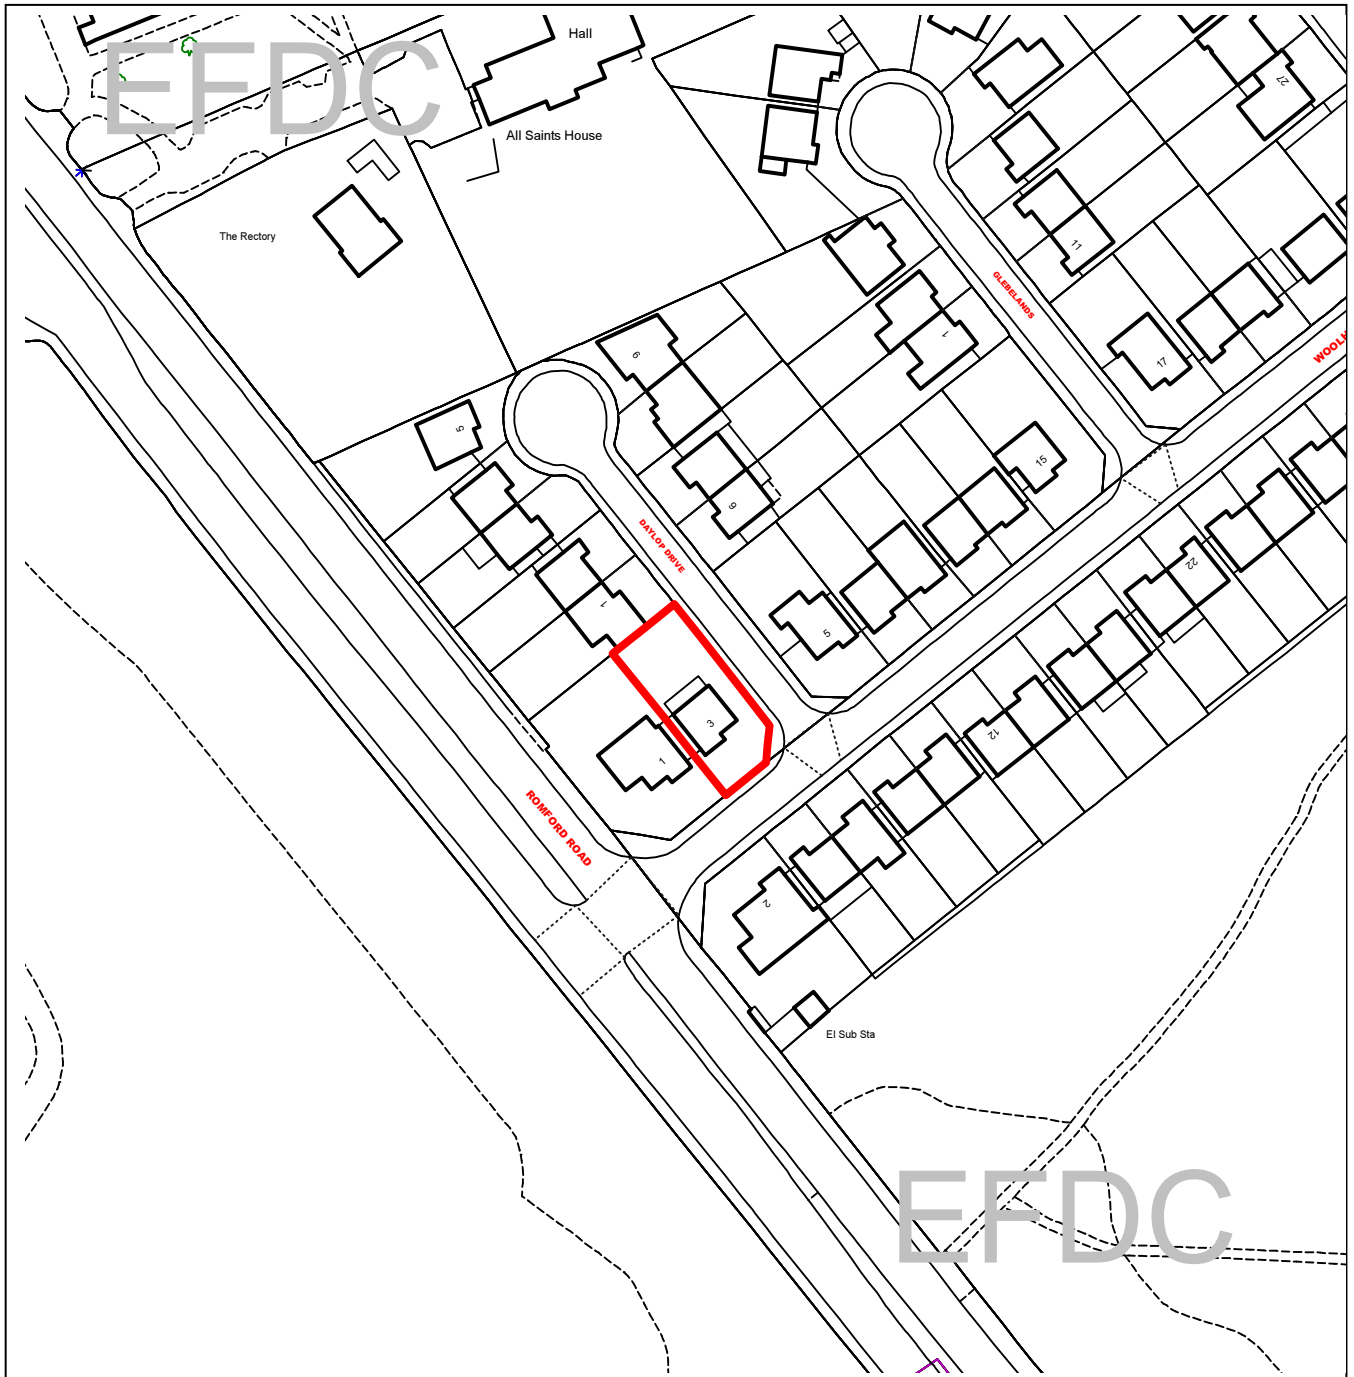 EFDC
Hall
All Saints House
The Rectory
27
11
GLEBELANDS
17
WOOL
9
1
5
15
6
DAYLOP DRIVE
1
5
22
3
1
12
ROMFORD ROAD
2
El Sub Sta
EFDC